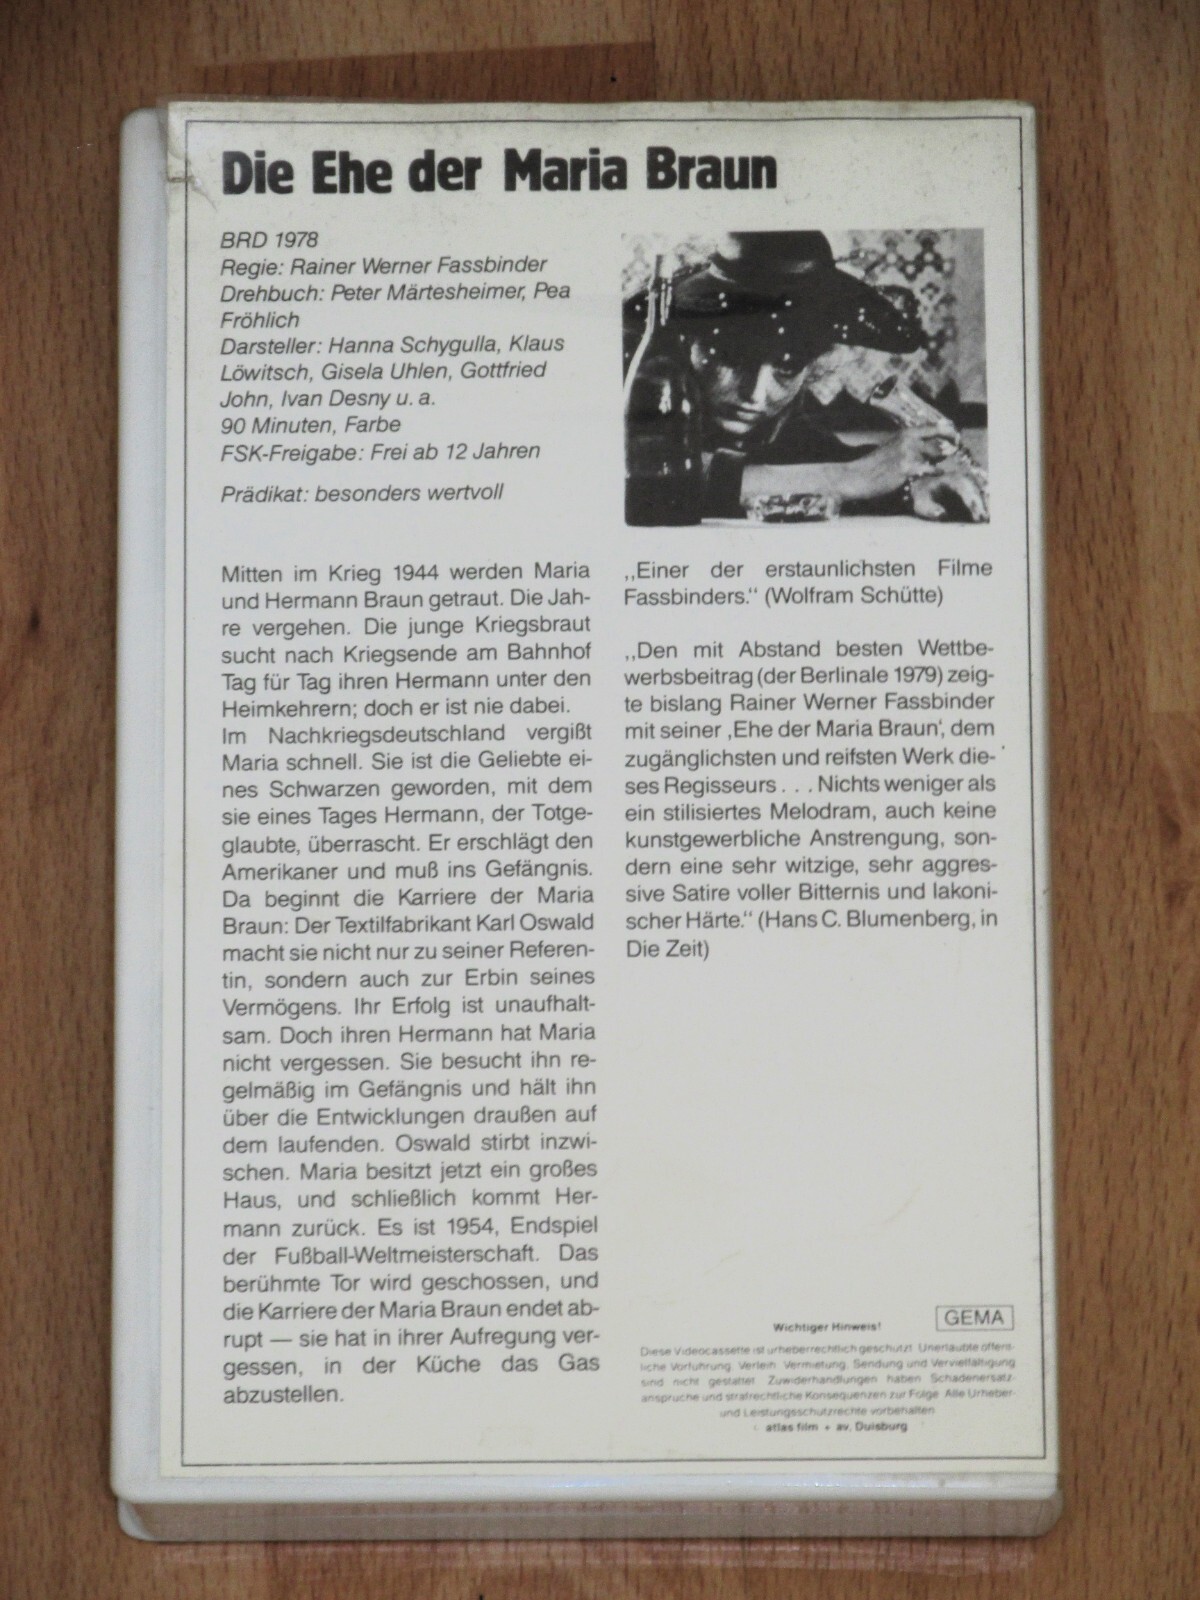 Die Ehe der Maria Braun
BRD 1978
Regie: Rainer Werner Fassbinder
Drehbuch: Peter Märtesheimer, Pea
Fröhlich
Darsteller: Hanna Schygulla, Klaus
Löwitsch, Gisela Uhlen, Gottfried
John, Ivan Desny u. a.
90 Minuten, Farbe
FSK-Freigabe: Frei ab 12 Jahren
Prädikat: besonders wertvoll
Mitten im Krieg 1944 werden Maria
und Hermann Braun getraut. Die Jah-
re vergehen. Die junge Kriegsbraut
sucht nach Kriegsende am Bahnhof
Tag für Tag ihren Hermann unter den
Heimkehrern; doch er ist nie dabei.
Im Nachkriegsdeutschland vergißt
Maria schnell. Sie ist die Geliebte ei-
nes Schwarzen geworden, mit dem
sie eines Tages Hermann, der Totge-
glaubte, überrascht. Er erschlägt den
Amerikaner und muß ins Gefängnis.
Da beginnt die Karriere der Maria
Braun: Der Textilfabrikant Karl Oswald
macht sie nicht nur zu seiner Referen-
tin, sondern auch zur Erbin seines
Vermögens. Ihr Erfolg ist unaufhalt-
sam. Doch ihren Hermann hat Maria
nicht vergessen. Sie besucht ihn re-
gelmäßig im Gefängnis und hält ihn
über die Entwicklungen draußen auf
dem laufenden. Oswald stirbt inzwi-
schen. Maria besitzt jetzt ein großes
Haus, und schließlich kommt Her-
mann zurück. Es ist 1954, Endspiel
der Fußball-Weltmeisterschaft. Das
berühmte Tor wird geschossen, und
die Karriere der Maria Braun endet ab-
rupt — sie hat in ihrer Aufregung ver-
gessen, in der Küche das Gas
abzustellen.
,,Einer der erstaunlichsten Filme
Fassbinders." (Wolfram Schütte)
,,Den mit Abstand besten Wettbe-
werbsbeitrag (der Berlinale 1979) zeig-
te bislang Rainer Werner Fassbinder
mit seiner ,Ehe der Maria Braun', dem
zugänglichsten und reifsten Werk die-
ses Regisseurs . . . Nichts weniger als
ein stilisiertes Melodram, auch keine
kunstgewerbliche Anstrengung, son-
dern eine sehr witzige, sehr aggres-
sive Satire voller Bitternis und lakoni-
scher Härte." (Hans C. Blumenberg, in
Die Zeit)
GEMA
Wichtiger Hinweis!
Diese Videocassette ist urheberrechtlich geschützt. Unerlaubte öffent-
liche Vorführung, Verleih, Vermietung, Sendung und Vervielfältigung
sind nicht gestattet. Zuwiderhandlungen haben Schadenersatz-
ansprüche und strafrechtliche Konsequenzen zur Folge. Alle Urheber-
und Leistungsschutzrechte vorbehalten.
atlas film + av, Duisburg